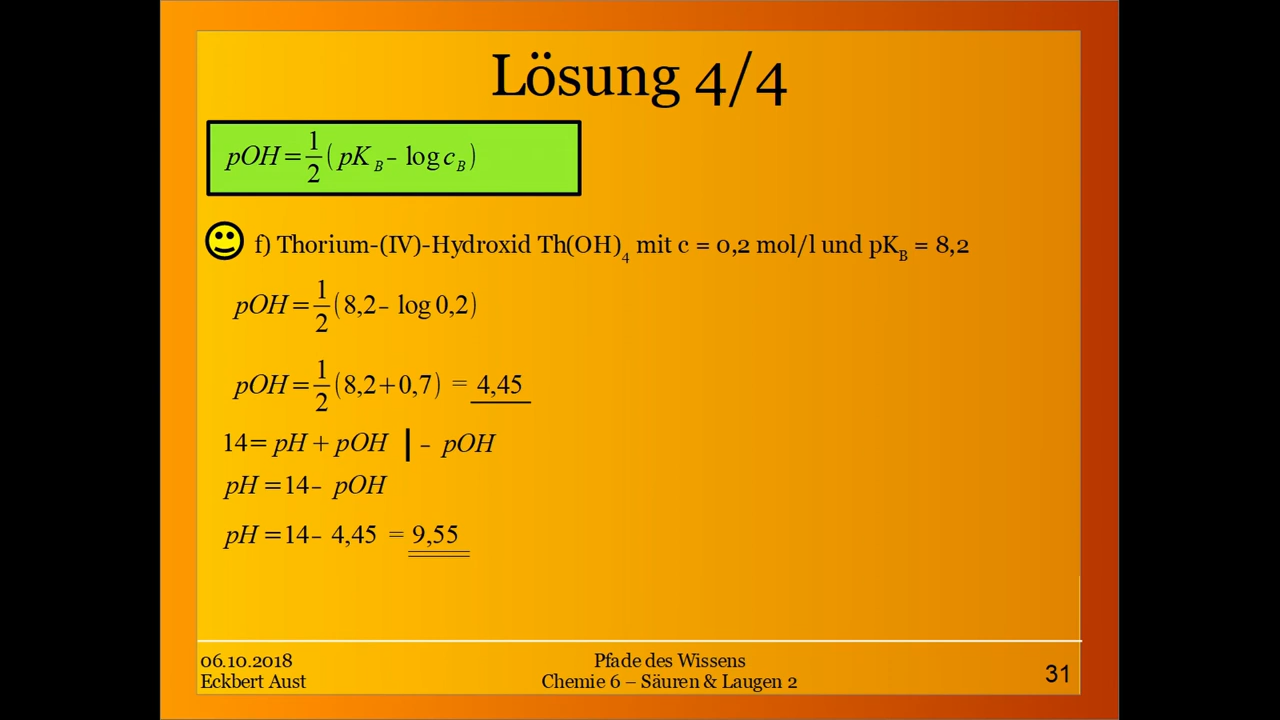 Lösung 4/4
pOH = 1/2 (pK_B – log c_B)
f) Thorium-(IV)-Hydroxid Th(OH)₄ mit c = 0,2 mol/l und pK_B = 8,2
pOH = 1/2 (8,2 – log 0,2)
pOH = 1/2 (8,2 + 0,7) = 4,45
14 = pH + pOH | – pOH
pH = 14 – pOH
pH = 14 – 4,45 = 9,55
06.10.2018
Eckbert Aust
Pfade des Wissens
Chemie 6 – Säuren & Laugen 2
31